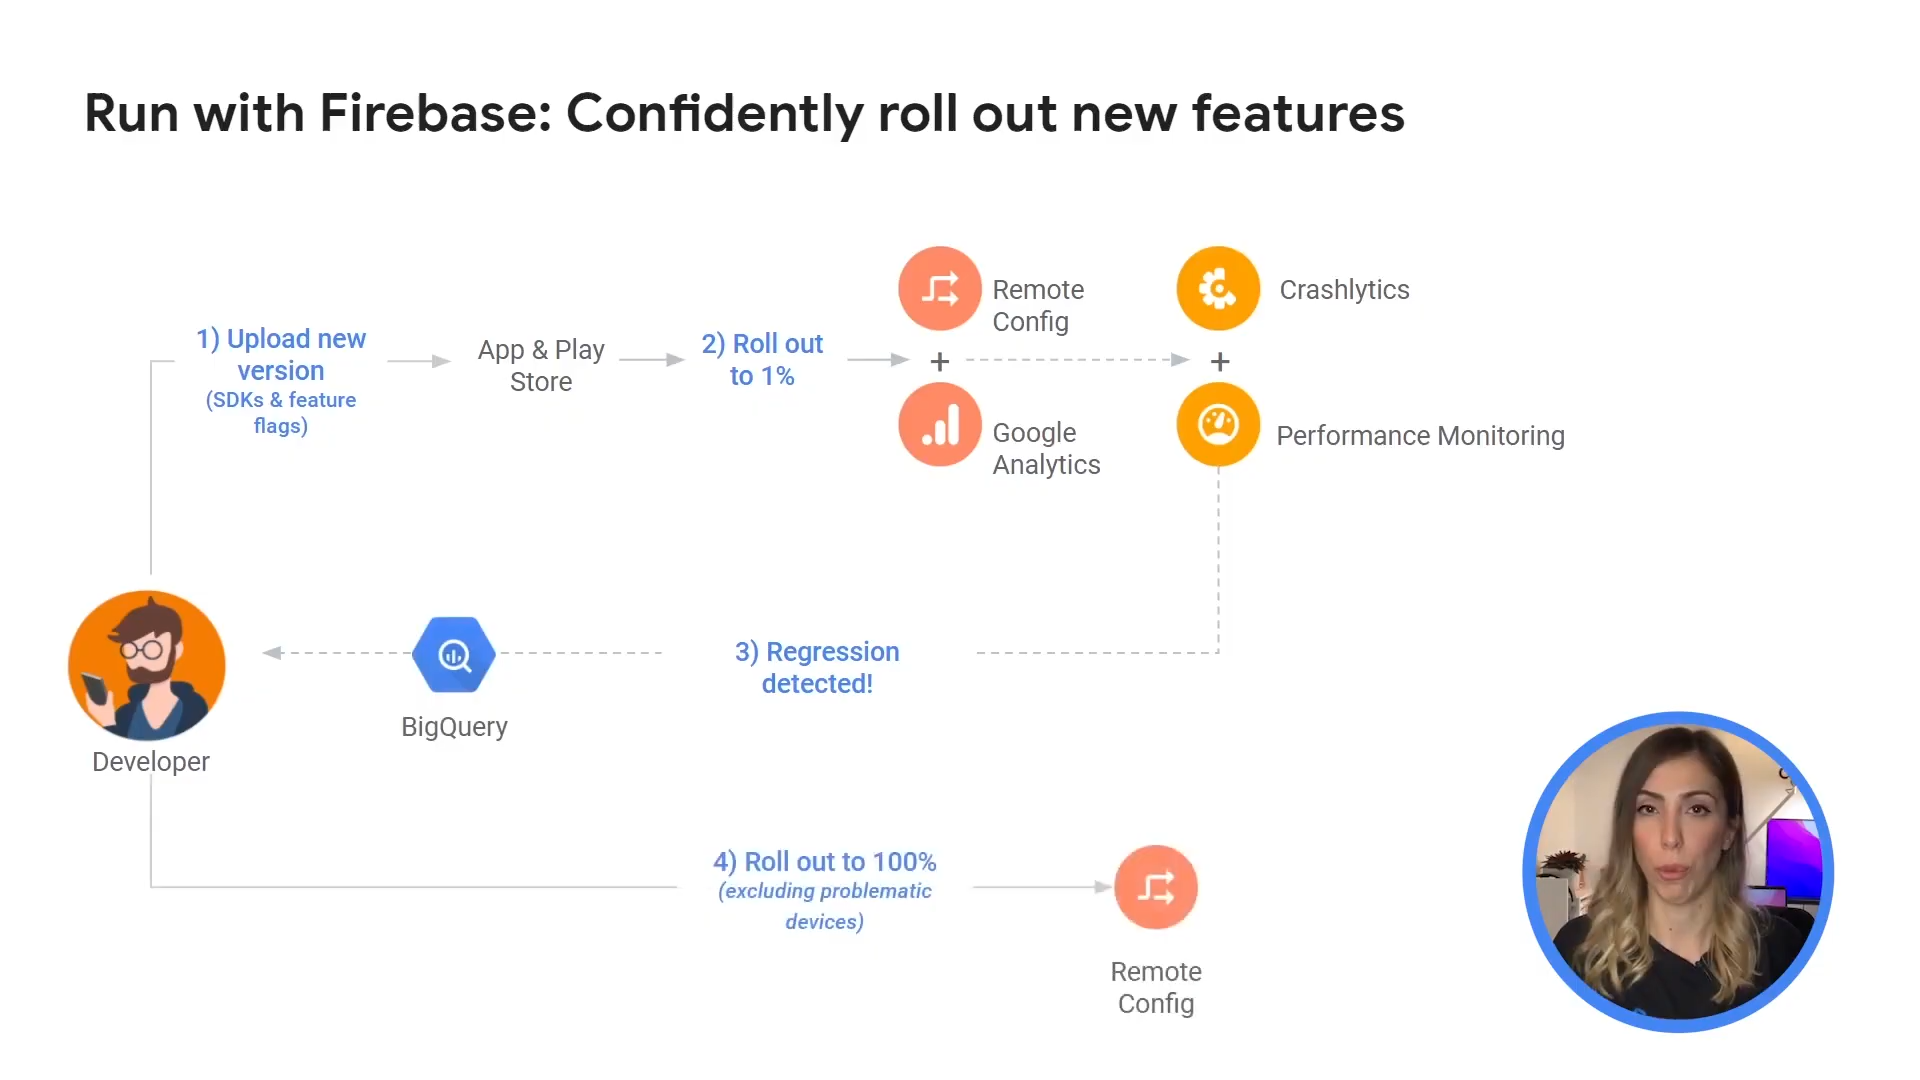 Run with Firebase: Confidently roll out new features
1) Upload new
version
(SDKs & feature
flags)
App & Play
Store
2) Roll out
to 1%
Remote
Config
+
Google
Analytics
Crashlytics
+
Performance Monitoring
Developer
BigQuery
3) Regression
detected!
4) Roll out to 100%
(excluding problematic
devices)
Remote
Config